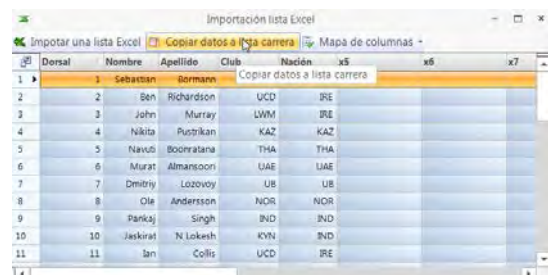 Importación lista Excel
Impotar una lista Excel Copiar datos a lista carrera Mapa de columnas
Dorsal Nombre Apellido Club Nación x5 x6 x7
Copiar datos a lista carrera
1 1 Sebastian Bormann
2 2 Ben Richardson UCD IRE
3 3 John Murray LWM IRE
4 4 Nikita Pustrikan KAZ KAZ
5 5 Navuti Boonratana THA THA
6 6 Murat Almansoori UAE UAE
7 7 Dmitriy Lozovoy UB UB
8 8 Ole Andersson NOR NOR
9 9 Pankaj Singh IND IND
10 10 Jaskirat N Lokesh KYN IND
11 11 Ian Collis UCD IRE